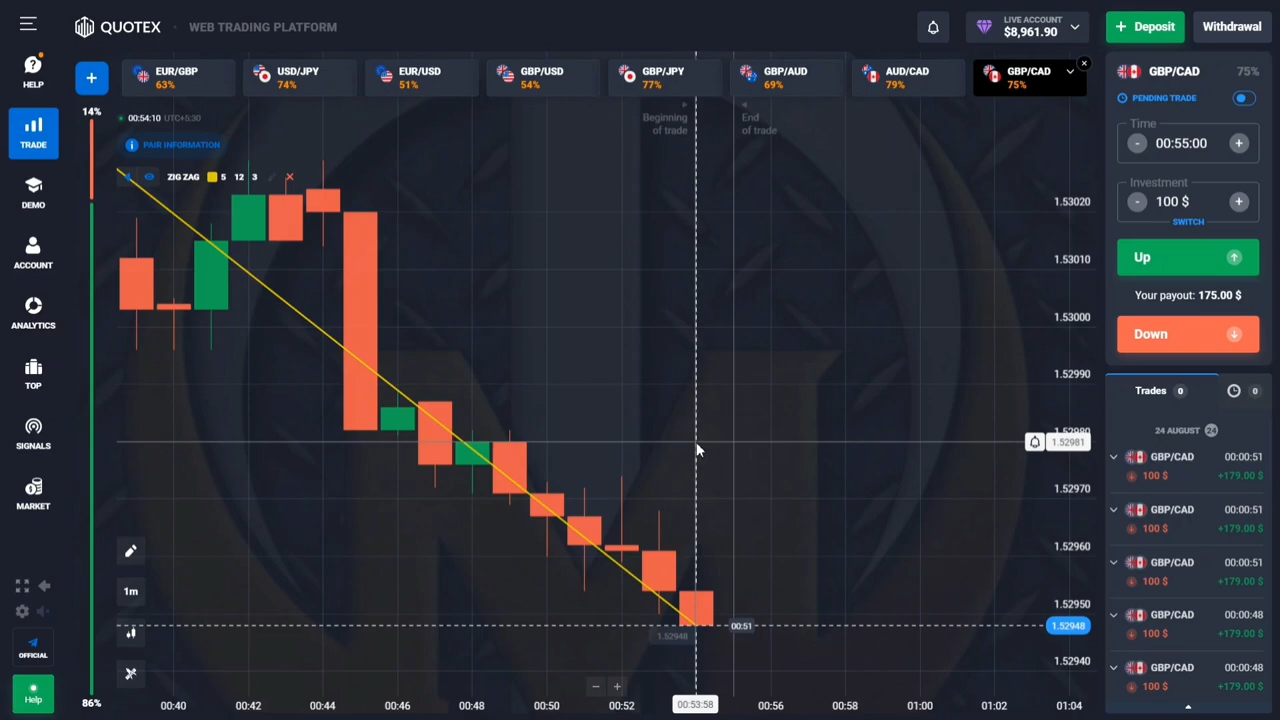 QUOTEX
WEB TRADING PLATFORM
LIVE ACCOUNT
$8,961.90
+ Deposit
Withdrawal
HELP
TRADE
DEMO
ACCOUNT
ANALYTICS
TOP
SIGNALS
MARKET
OFFICIAL
Help
+
EUR/GBP
63%
USD/JPY
74%
EUR/USD
51%
GBP/USD
54%
GBP/JPY
77%
GBP/AUD
69%
AUD/CAD
79%
GBP/CAD
75%
14%
86%
00:54:10 UTC+5:30
PAIR INFORMATION
ZIG ZAG 5 12 3
Beginning
of trade
End
of trade
1.53020
1.53010
1.53000
1.52990
1.52980
1.52981
1.52970
1.52960
1.52950
1.52948
1.52940
1.52948
00:51
1m
00:40
00:42
00:44
00:46
00:48
00:50
00:52
00:53:58
00:56
00:58
01:00
01:02
01:04
GBP/CAD 75%
PENDING TRADE
Time
- 00:55:00 +
Investment
- 100 $ +
SWITCH
Up
Your payout: 175.00 $
Down
Trades 0
0
24 AUGUST 24
GBP/CAD 00:00:51
100 $ +179.00 $
GBP/CAD 00:00:51
100 $ +179.00 $
GBP/CAD 00:00:51
100 $ +179.00 $
GBP/CAD 00:00:48
100 $ +179.00 $
GBP/CAD 00:00:48
100 $ +179.00 $